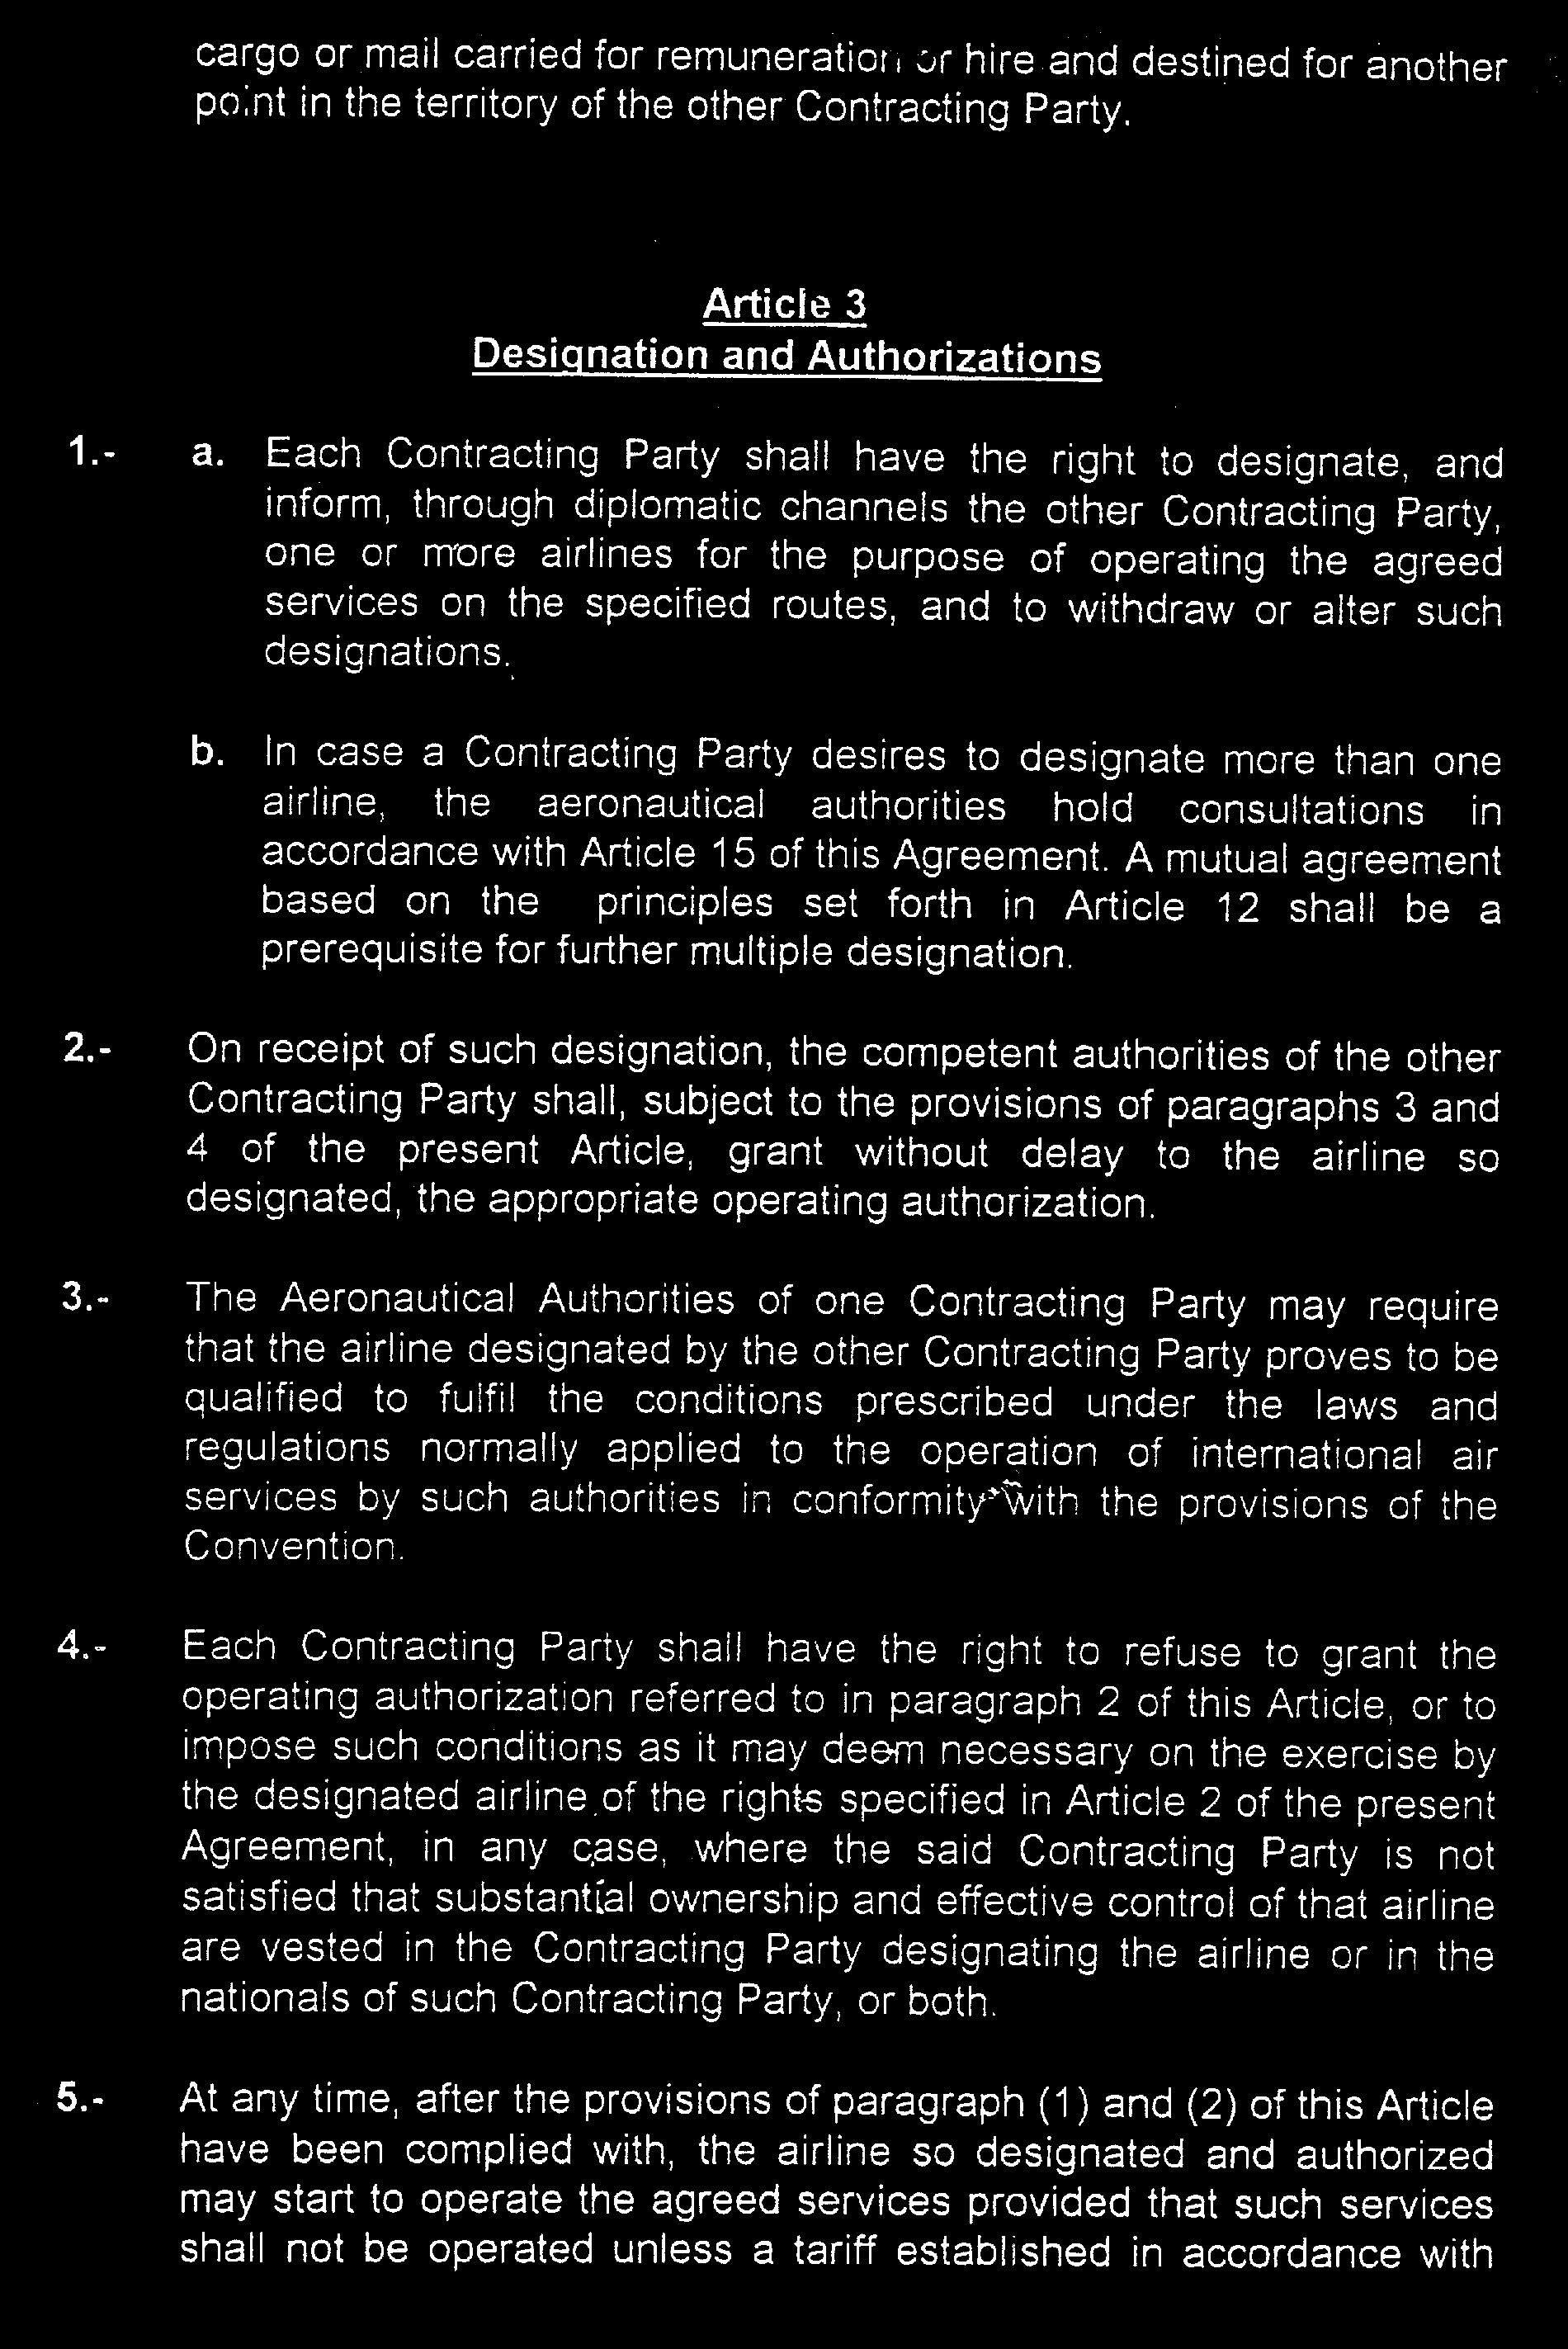 cargo or mail carried for remuneration or hire and destined for another
point in the territory of the other Contracting Party.
Article 3
Designation and Authorizations
1.- a. Each Contracting Party shall have the right to designate, and
inform, through diplomatic channels the other Contracting Party,
one or more airlines for the purpose of operating the agreed
services on the specified routes, and to withdraw or alter such
designations.
b. In case a Contracting Party desires to designate more than one
airline, the aeronautical authorities hold consultations in
accordance with Article 15 of this Agreement. A mutual agreement
based on the principles set forth in Article 12 shall be a
prerequisite for further multiple designation.
2.- On receipt of such designation, the competent authorities of the other
Contracting Party shall, subject to the provisions of paragraphs 3 and
4 of the present Article, grant without delay to the airline so
designated, the appropriate operating authorization.
3.- The Aeronautical Authorities of one Contracting Party may require
that the airline designated by the other Contracting Party proves to be
qualified to fulfil the conditions prescribed under the laws and
regulations normally applied to the operation of international air
services by such authorities in conformity with the provisions of the
Convention.
4.- Each Contracting Party shall have the right to refuse to grant the
operating authorization referred to in paragraph 2 of this Article, or to
impose such conditions as it may deem necessary on the exercise by
the designated airline of the rights specified in Article 2 of the present
Agreement, in any case, where the said Contracting Party is not
satisfied that substantial ownership and effective control of that airline
are vested in the Contracting Party designating the airline or in the
nationals of such Contracting Party, or both.
5.- At any time, after the provisions of paragraph (1) and (2) of this Article
have been complied with, the airline so designated and authorized
may start to operate the agreed services provided that such services
shall not be operated unless a tariff established in accordance with